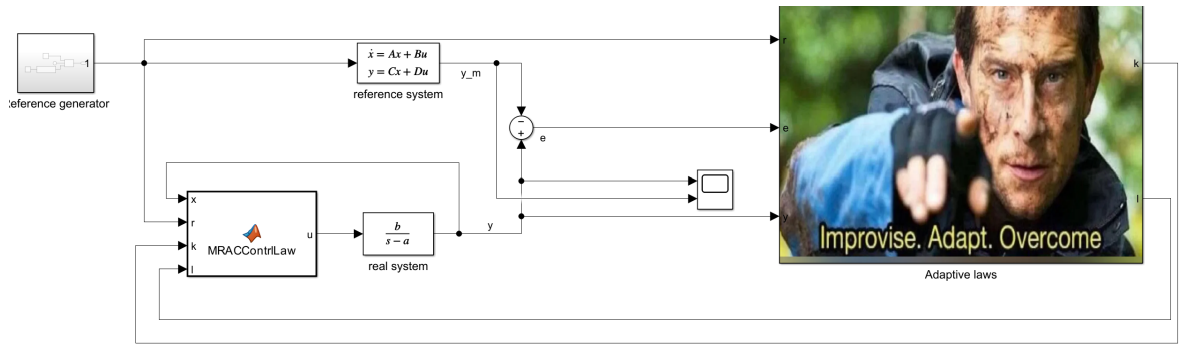 1
:eference generator
ẋ = Ax + Bu
y = Cx + Du
reference system
y_m
−
+
e
r
e
y
k
l
Improvise. Adapt. Overcome
Adaptive laws
x
r
k
l
u
MRACContrlLaw
b
s − a
real system
y